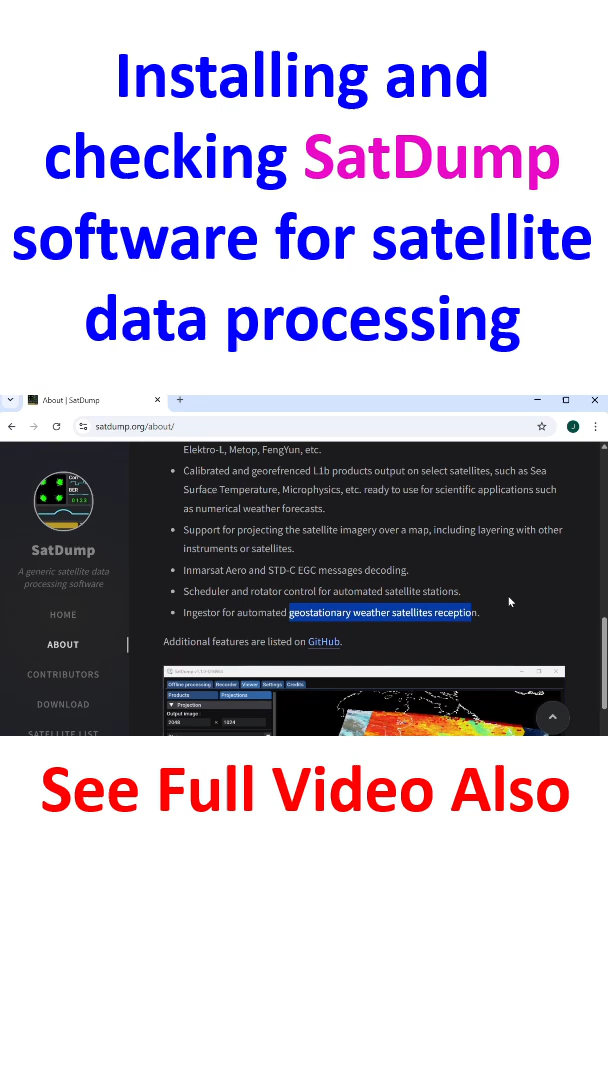 Installing and
checking SatDump
software for satellite
data processing
About | SatDump
satdump.org/about/
J
Elektro-L, Metop, FengYun, etc.
Calibrated and georefrenced L1b products output on select satellites, such as Sea
Surface Temperature, Microphysics, etc. ready to use for scientific applications such
as numerical weather forecasts.
Support for projecting the satellite imagery over a map, including layering with other
instruments or satellites.
Inmarsat Aero and STD-C EGC messages decoding.
Scheduler and rotator control for automated satellite stations.
Ingestor for automated geostationary weather satellites reception.
Additional features are listed on GitHub.
SatDump
A generic satellite data
processing software
HOME
ABOUT
CONTRIBUTORS
DOWNLOAD
SATELLITE LIST
Offline processing Recorder Viewer Settings Credits
Products Projections
Projection
Output image :
2048 x 1024
See Full Video Also